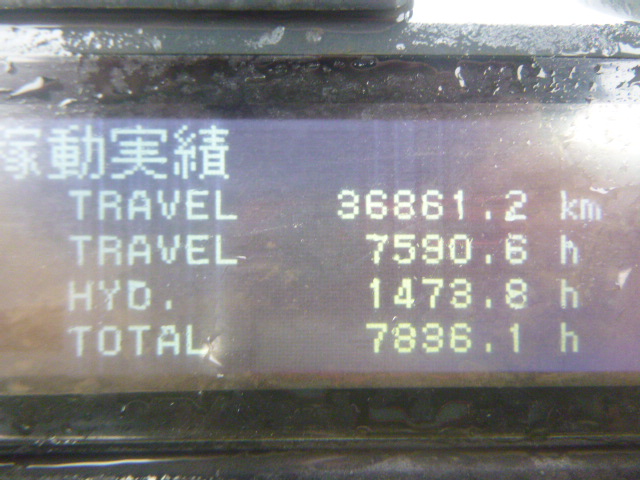 稼動実績
TRAVEL 36861.2 km
TRAVEL 7590.6 h
HYD. 1473.8 h
TOTAL 7836.1 h